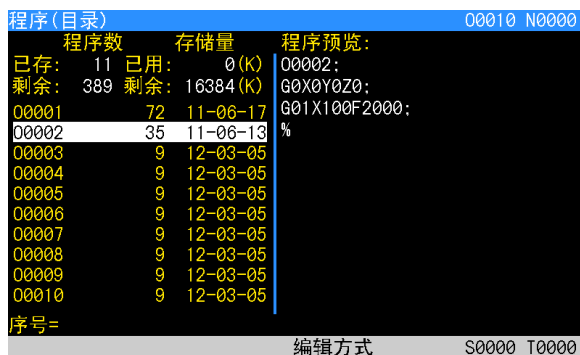 程序(目录) O0010 N0000
程序数 存储量
已存: 11 已用: 0(K)
剩余: 389 剩余: 16384(K)
O0001 72 11-06-17
O0002 35 11-06-13
O0003 9 12-03-05
O0004 9 12-03-05
O0005 9 12-03-05
O0006 9 12-03-05
O0007 9 12-03-05
O0008 9 12-03-05
O0009 9 12-03-05
O0010 9 12-03-05
程序预览:
O0002;
G0X0Y0Z0;
G01X100F2000;
%
序号=
编辑方式 S0000 T0000